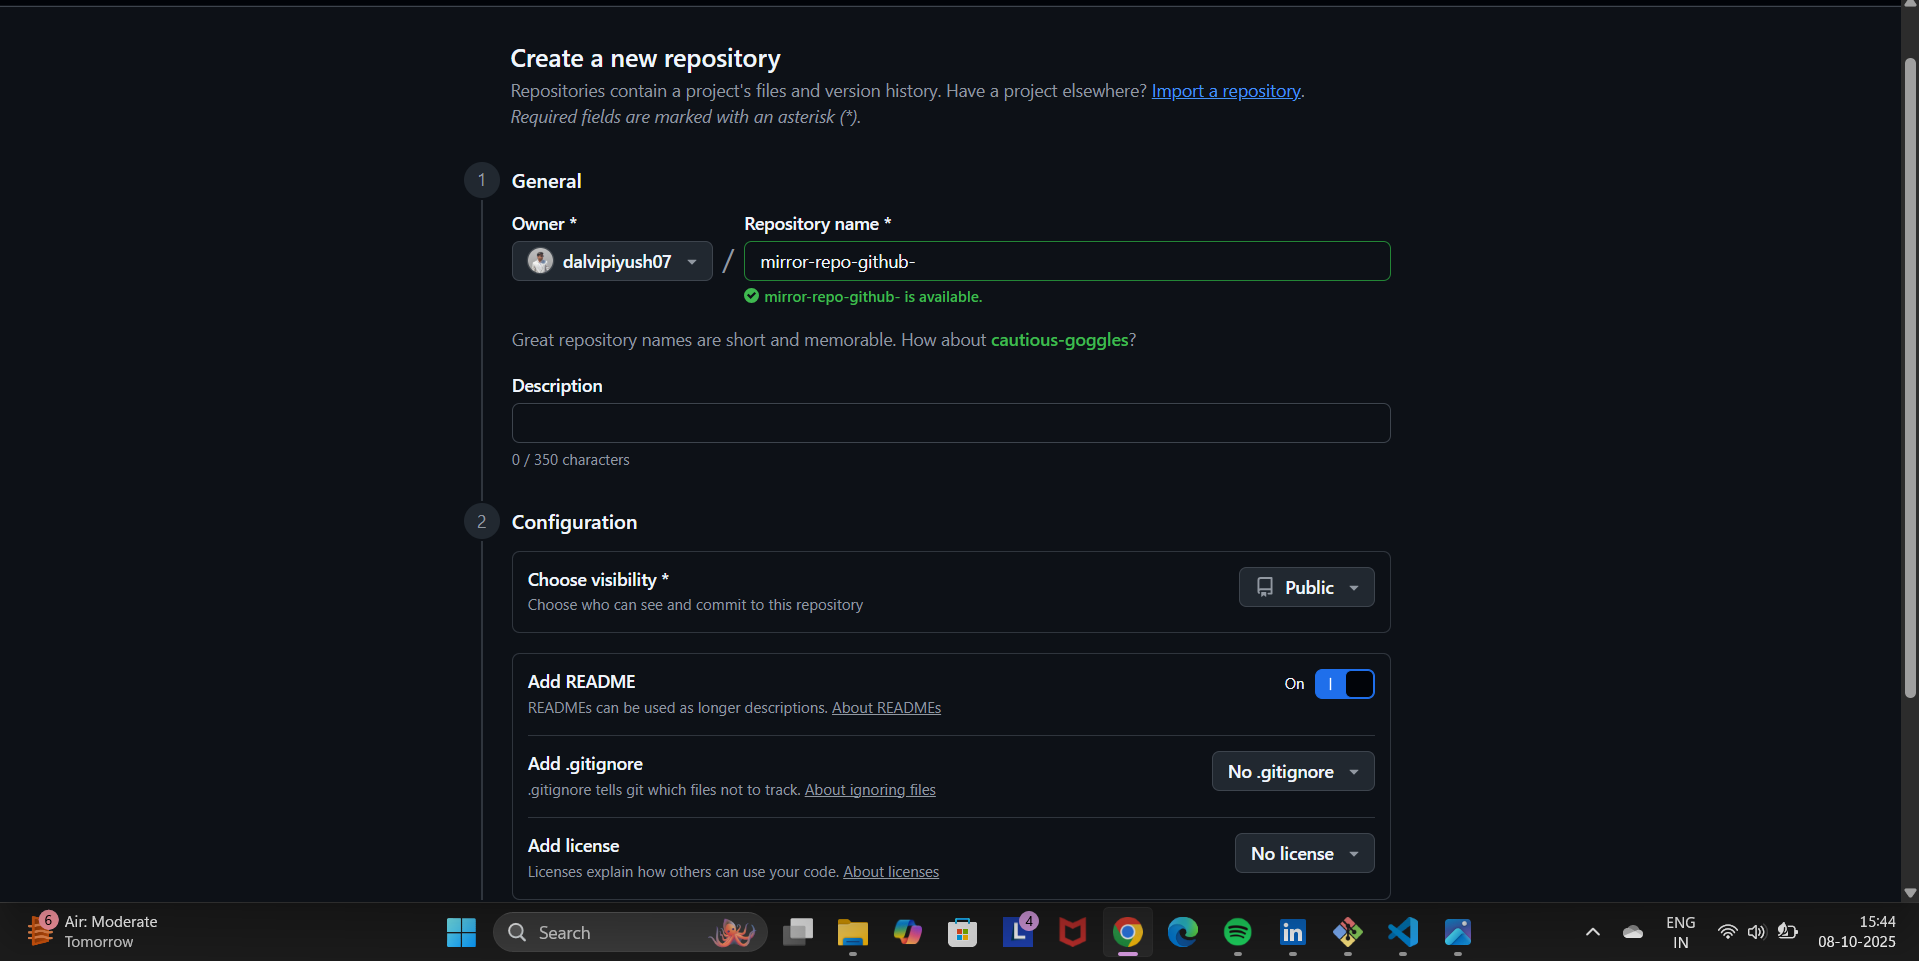 Create a new repository
Repositories contain a project's files and version history. Have a project elsewhere? Import a repository.
Required fields are marked with an asterisk (*).
1 General
Owner * Repository name *
dalvipiyush07 / mirror-repo-github-
mirror-repo-github- is available.
Great repository names are short and memorable. How about cautious-goggles?
Description
0 / 350 characters
2 Configuration
Choose visibility *
Choose who can see and commit to this repository
Public
Add README
READMEs can be used as longer descriptions. About READMEs
On
Add .gitignore
.gitignore tells git which files not to track. About ignoring files
No .gitignore
Add license
Licenses explain how others can use your code. About licenses
No license
6 Air: Moderate
Tomorrow
Search
L 4
in
ENG
IN
15:44
08-10-2025